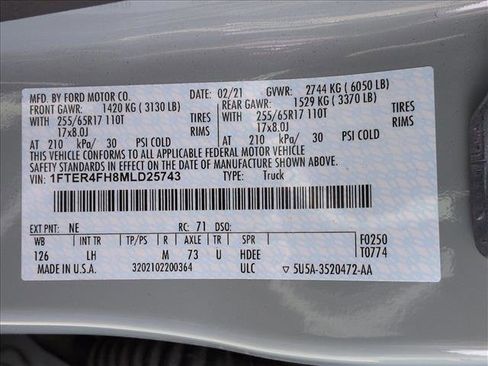 MFD. BY FORD MOTOR CO. 02/21 GVWR: 2744 KG ( 6050 LB)
FRONT GAWR: 1420 KG ( 3130 LB) REAR GAWR: 1529 KG ( 3370 LB)
WITH 255/65R17 110T TIRES WITH 255/65R17 110T TIRES
17x8.0J RIMS 17x8.0J RIMS
AT 210 kPa/ 30 PSI COLD AT 210 kPa/ 30 PSI COLD
THIS VEHICLE CONFORMS TO ALL APPLICABLE FEDERAL MOTOR VEHICLE
SAFETY STANDARDS IN EFFECT ON THE DATE OF MANUFACTURE SHOWN ABOVE.
VIN: 1FTER4FH8MLD25743 TYPE: Truck
EXT PNT: NE RC: 71 DSO:
WB INT TR TP/PS R AXLE TR SPR F0250
126 LH M 73 U HDEE T0774
MADE IN U.S.A. 3202102200364 ULC 5U5A-3520472-AA